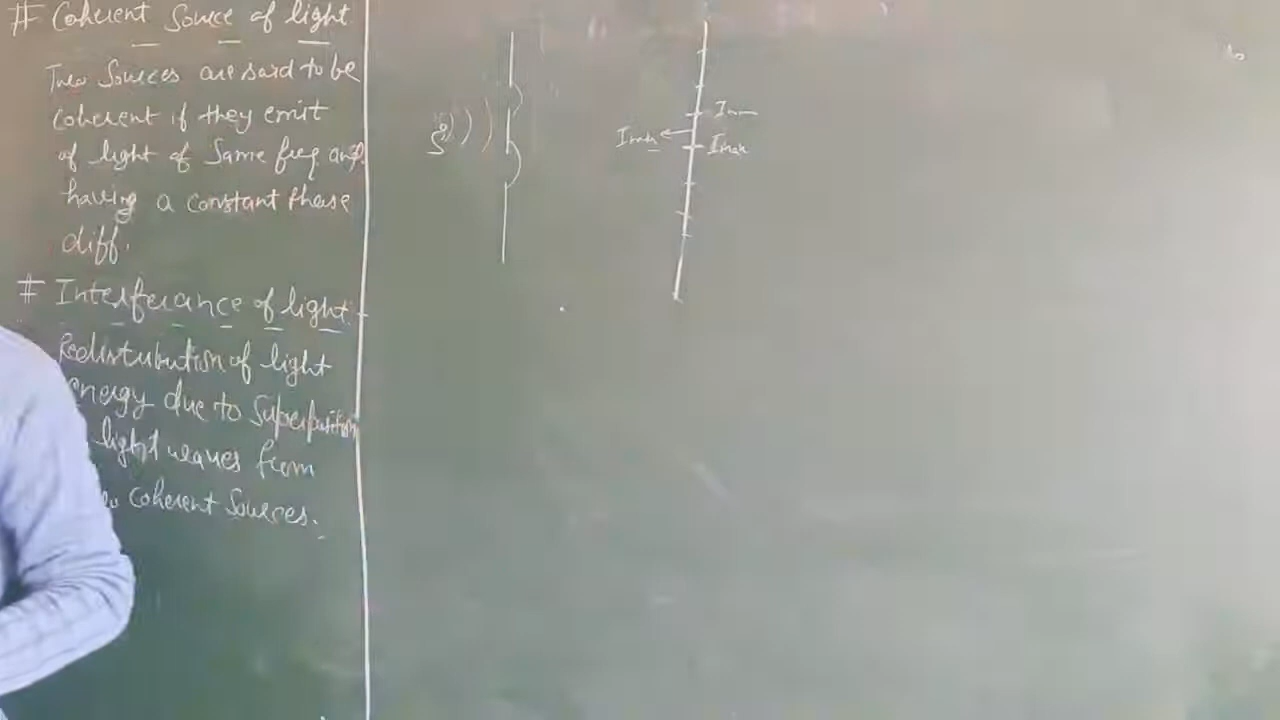 # Coherent Source of light
Two Sources are said to be
coherent if they emit
of light of Same freq and
having a constant Phase
diff.
# Interferance of light.
Redistubution of light
energy due to Superposition
light waves from
coherent Sources.
S
Imin
Imax